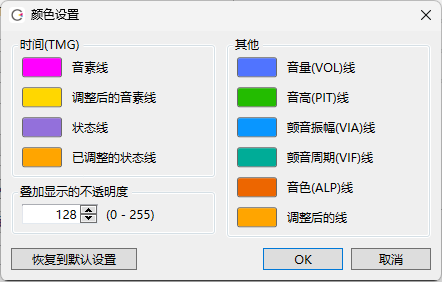 颜色设置
时间(TMG)
音素线
调整后的音素线
状态线
已调整的状态线
叠加显示的不透明度
128 (0 - 255)
其他
音量(VOL)线
音高(PIT)线
颤音振幅(VIA)线
颤音周期(VIF)线
音色(ALP)线
调整后的线
恢复到默认设置
OK
取消